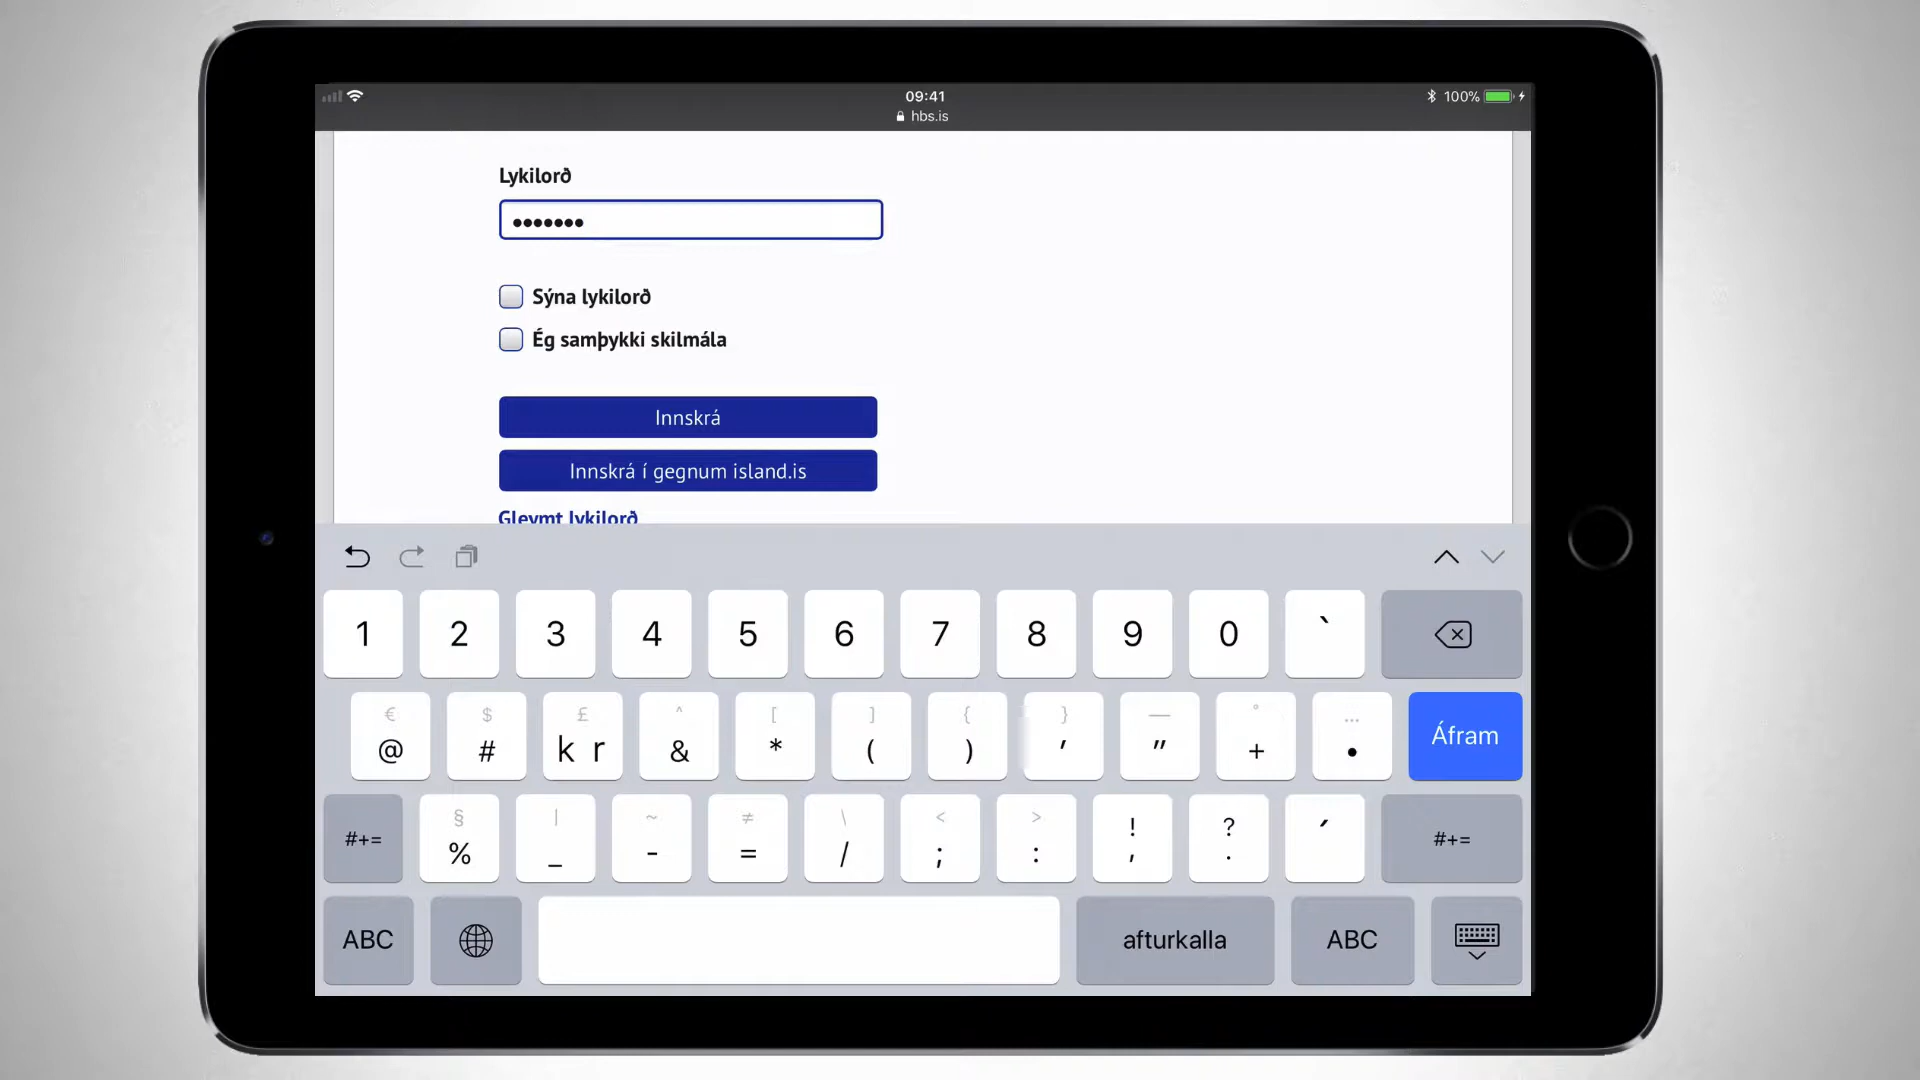 09:41
100%
hbs.is
Lykilorð
•••••••
Sýna lykilorð
Ég samþykki skilmála
Innskrá
Innskrá í gegnum island.is
Gleymt lykilorð
1 2 3 4 5 6 7 8 9 0 `
€ $ £ ^ [ ] { } — ° …
@ # kr & * ( ) ' " + •
Áfram
§ | ~ ≠ \ < > ! ? ´
#+= % _ - = / ; : , . #+=
ABC afturkalla ABC